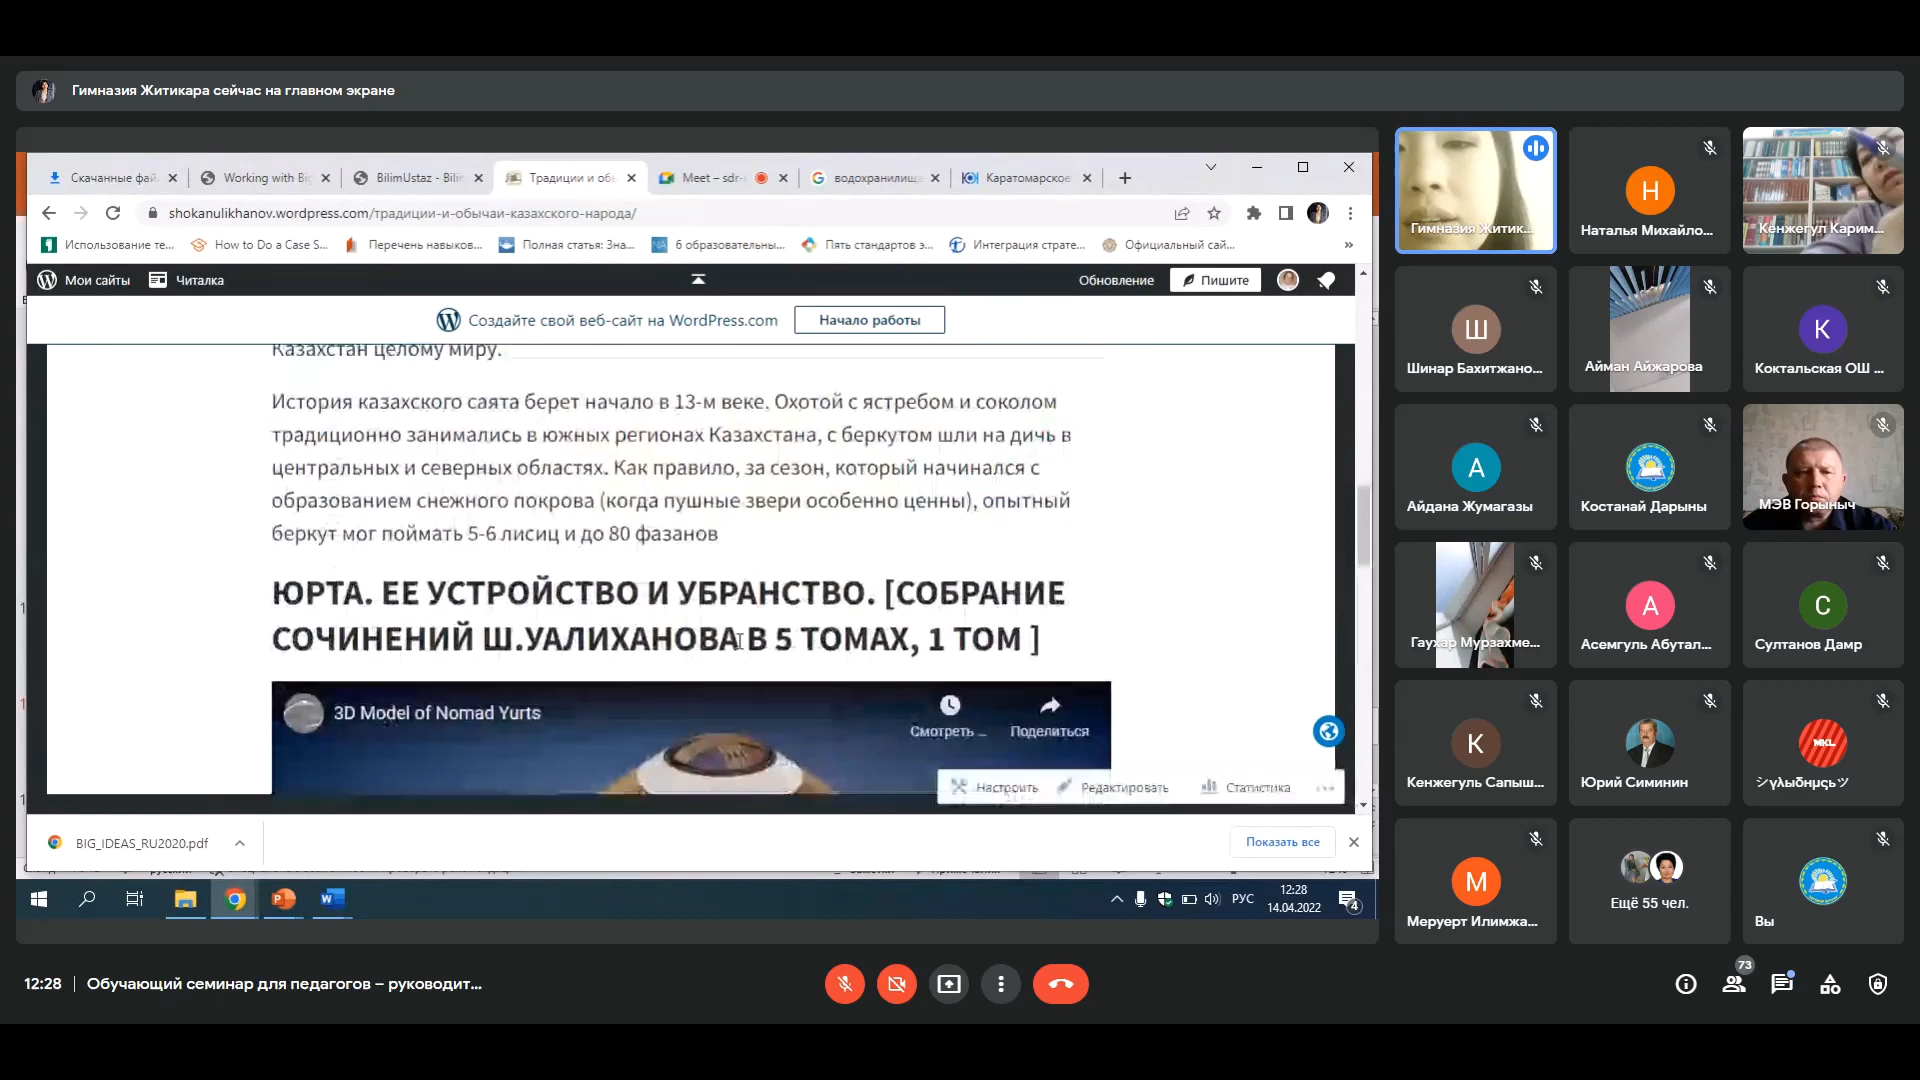 Гимназия Житикара сейчас на главном экране
Скачанные фай
Working with Big
BilimUstaz - Bilim
Традиции и обы
Meet – sdr-
водохранилищ
Каратомарское
shokanulikhanov.wordpress.com/традиции-и-обычаи-казахского-народа/
Использование те...
How to Do a Case S...
Перечень навыков...
Полная статья: Зна...
6 образовательны...
Пять стандартов э...
Интеграция страте...
Официальный сай...
Мои сайты
Читалка
Обновление
Пишите
Создайте свой веб-сайт на WordPress.com
Начало работы
Казахстан целому миру.
История казахского саята берет начало в 13-м веке. Охотой с ястребом и соколом
традиционно занимались в южных регионах Казахстана, с беркутом шли на дичь в
центральных и северных областях. Как правило, за сезон, который начинался с
образованием снежного покрова (когда пушные звери особенно ценны), опытный
беркут мог поймать 5-6 лисиц и до 80 фазанов
ЮРТА. ЕЕ УСТРОЙСТВО И УБРАНСТВО. [СОБРАНИЕ
СОЧИНЕНИЙ Ш.УАЛИХАНОВА В 5 ТОМАХ, 1 ТОМ ]
3D Model of Nomad Yurts
Смотреть ...
Поделиться
Настроить
Редактировать
Статистика
BIG_IDEAS_RU2020.pdf
Показать все
РУС
12:28
14.04.2022
4
Гимназия Житик...
Н
Наталья Михайло...
Кенжегул Карим...
Ш
Шинар Бахитжано...
Айман Айжарова
К
Коктальская ОШ ...
А
Айдана Жумагазы
Костанай Дарыны
МЭВ Горыныч
Гаухар Мурзахме...
А
Асемгуль Абутал...
С
Султанов Дамр
К
Кенжегуль Сапыш...
Юрий Симинин
MKL
М
Меруерт Илимжа...
Ещё 55 чел.
Вы
12:28
Обучающий семинар для педагогов – руководит...
73